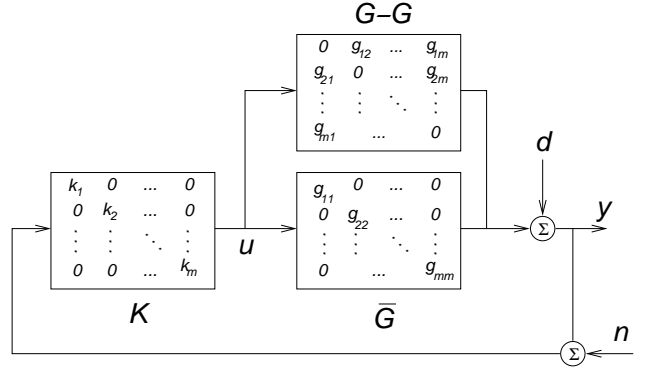 G–G
0 g12 ... g1m
g21 0 ... g2m
⋮ ⋮ ⋱ ⋮
gm1 ... 0
d
k1 0 ... 0
0 k2 ... 0
⋮ ⋮ ⋱ ⋮
0 0 ... km
g11 0 ... 0
0 g22 ... 0
⋮ ⋮ ⋱ ⋮
0 ... gmm
Σ
y
u
K
G̅
n
Σ